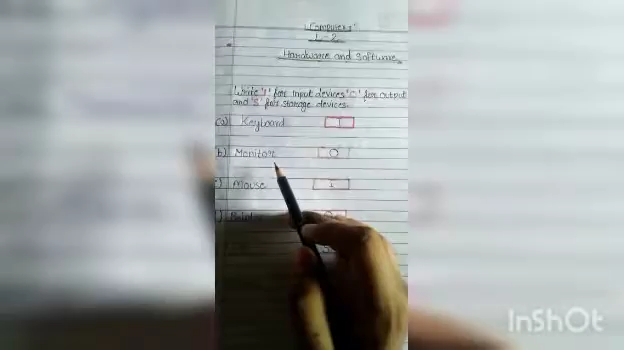 Computer
L-2
Hardware and Software
Write 'I' for input devices 'O' for output
and 'S' for storage devices.
(a) Keyboard I
b) Monitor O
c) Mouse I
InShOt